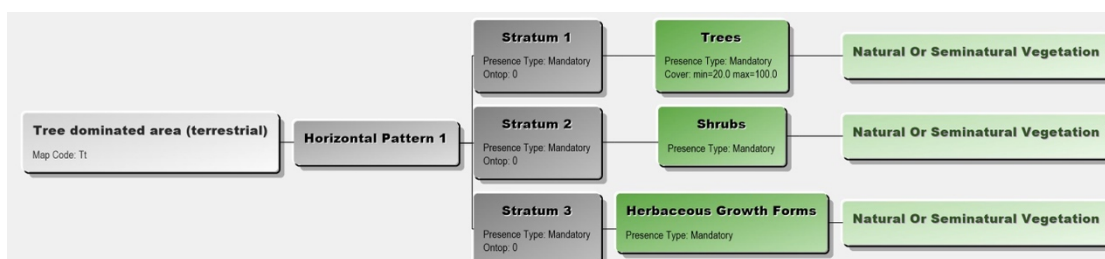 Tree dominated area (terrestrial)
Map Code: Tt
Horizontal Pattern 1
Stratum 1
Presence Type: Mandatory
Ontop: 0
Trees
Presence Type: Mandatory
Cover: min=20.0 max=100.0
Natural Or Seminatural Vegetation
Stratum 2
Presence Type: Mandatory
Ontop: 0
Shrubs
Presence Type: Mandatory
Natural Or Seminatural Vegetation
Stratum 3
Presence Type: Mandatory
Ontop: 0
Herbaceous Growth Forms
Presence Type: Mandatory
Natural Or Seminatural Vegetation